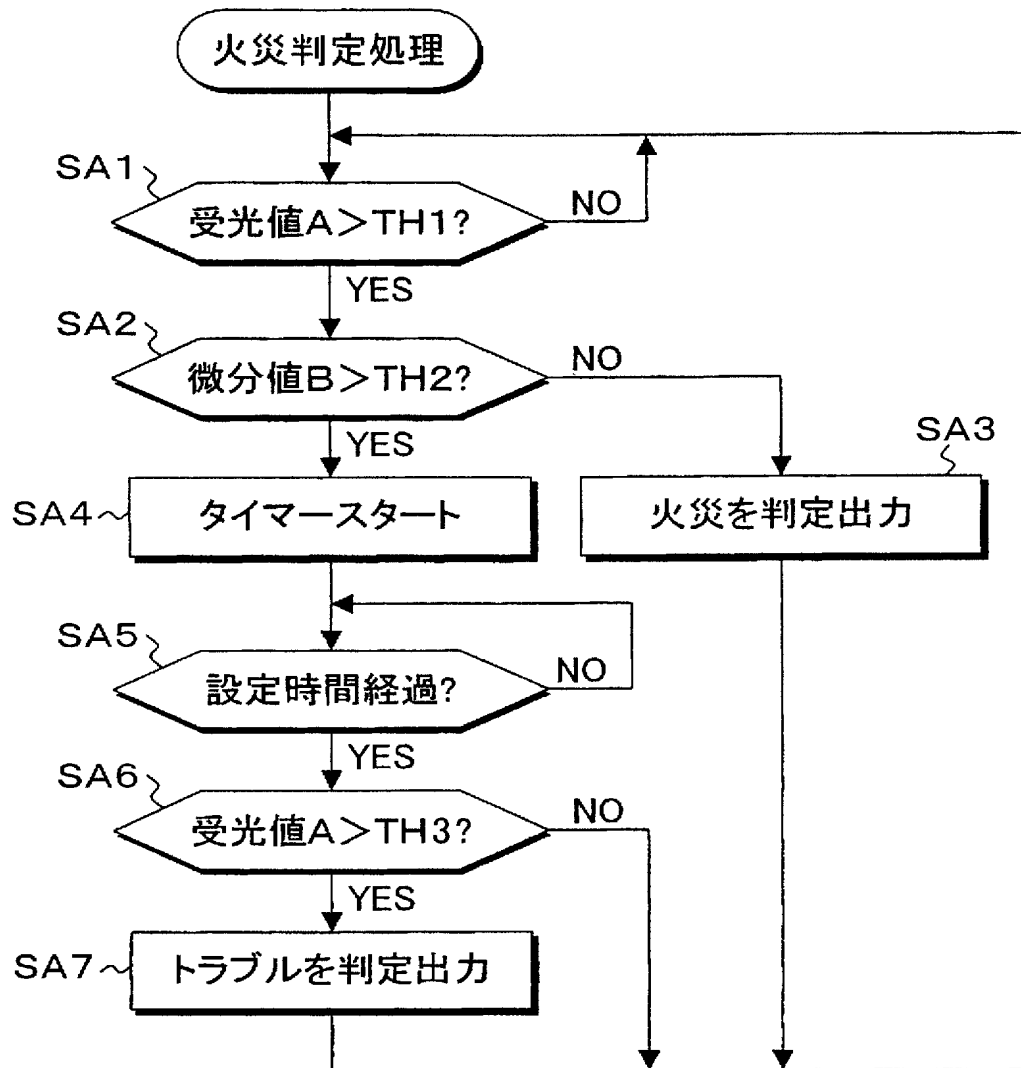 火災判定処理
SA1
受光値A＞TH1?
NO
YES
SA2
微分値B＞TH2?
NO
YES
SA3
SA4
タイマースタート
火災を判定出力
SA5
設定時間経過?
NO
YES
SA6
受光値A＞TH3?
NO
YES
SA7
トラブルを判定出力